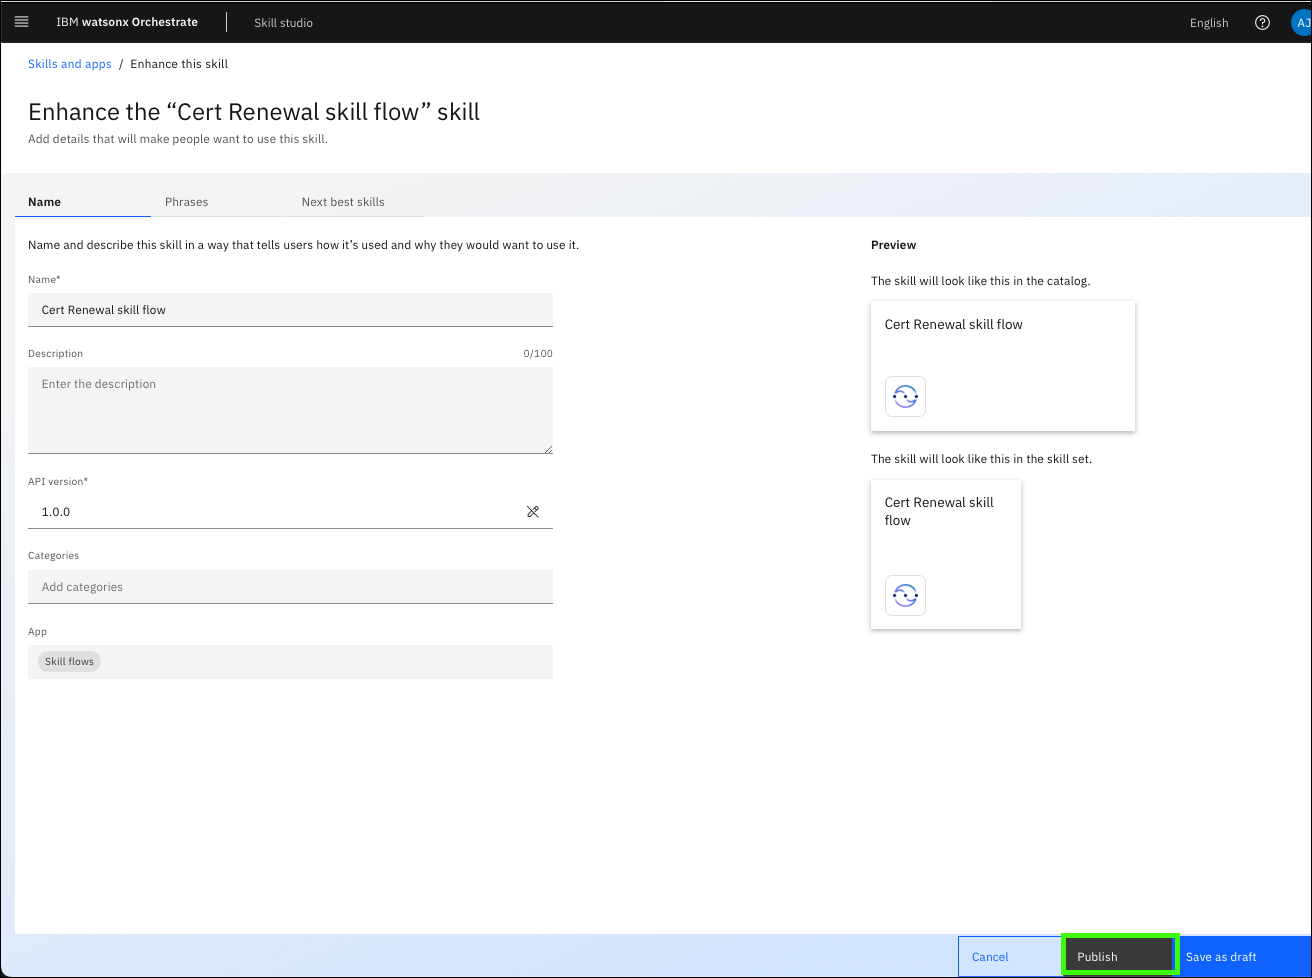 IBM watsonx Orchestrate Skill studio English AJ
Skills and apps / Enhance this skill
Enhance the “Cert Renewal skill flow” skill
Add details that will make people want to use this skill.
Name Phrases Next best skills
Name and describe this skill in a way that tells users how it’s used and why they would want to use it.
Name*
Cert Renewal skill flow
Description 0/100
Enter the description
API version*
1.0.0
Categories
Add categories
App
Skill flows
Preview
The skill will look like this in the catalog.
Cert Renewal skill flow
The skill will look like this in the skill set.
Cert Renewal skill
flow
Cancel Publish Save as draft